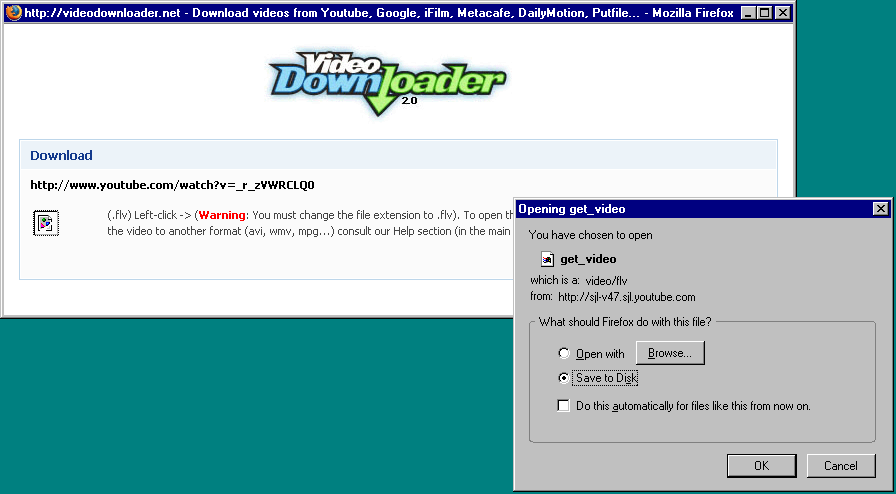 http://videodownloader.net - Download videos from Youtube, Google, iFilm, Metacafe, DailyMotion, Putfile... - Mozilla Firefox
Video
DownLoader
2.0
Download
http://www.youtube.com/watch?v=_r_zVWRCLQ0
(.flv) Left-click -> (Warning: You must change the file extension to .flv). To open th
the video to another format (avi, wmv, mpg...) consult our Help section (in the main
Opening get_video
You have chosen to open
get_video
which is a: video/flv
from: http://sjl-v47.sjl.youtube.com
What should Firefox do with this file?
Open with Browse...
Save to Disk
Do this automatically for files like this from now on.
OK Cancel